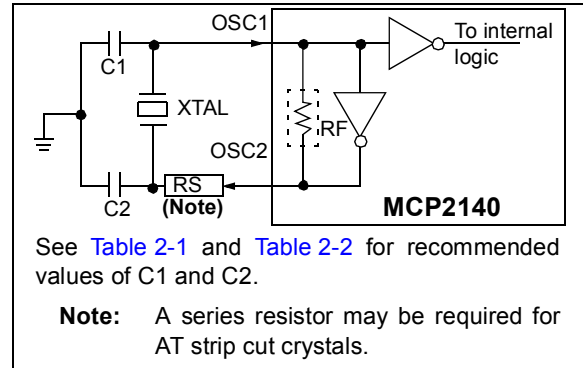 OSC1
To internal
logic
C1
XTAL
RF
OSC2
RS
C2
(Note)
MCP2140
See Table 2-1 and Table 2-2 for recommended
values of C1 and C2.
Note: A series resistor may be required for
AT strip cut crystals.